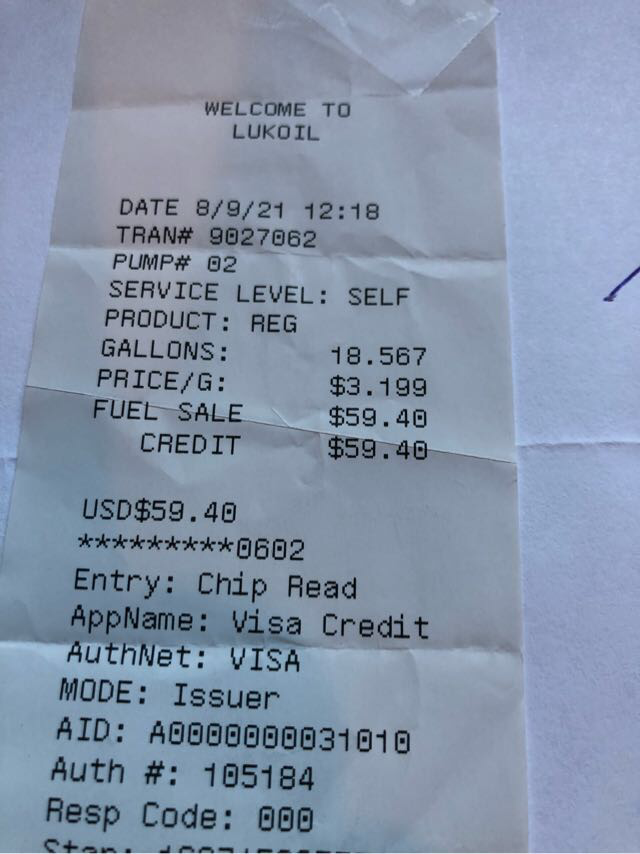 WELCOME TO
LUKOIL
DATE 8/9/21 12:18
TRAN# 9027062
PUMP# 02
SERVICE LEVEL: SELF
PRODUCT: REG
GALLONS: 18.567
PRICE/G: $3.199
FUEL SALE $59.40
CREDIT $59.40
USD$59.40
*********0602
Entry: Chip Read
AppName: Visa Credit
AuthNet: VISA
MODE: Issuer
AID: A0000000031010
Auth #: 105184
Resp Code: 000
Stan: